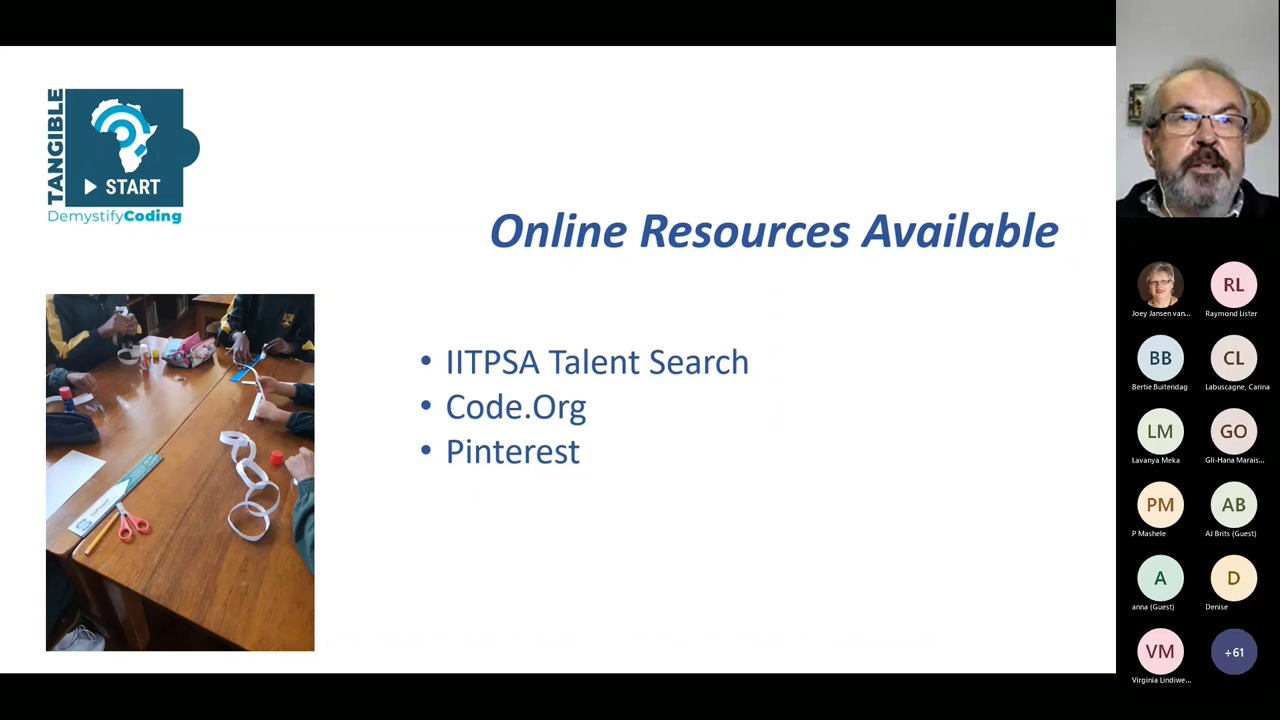 TANGIBLE
START
DemystifyCoding
Online Resources Available
• IITPSA Talent Search
• Code.Org
• Pinterest
Joey Jansen van...
RL
Raymond Lister
BB
Bertie Buitendag
CL
Labuscagne, Carina
LM
Lavanya Meka
GO
Gli-Hana Marais...
PM
P Mashele
AB
AJ Brits (Guest)
A
anna (Guest)
D
Denise
VM
Virginia Lindiwe...
+61